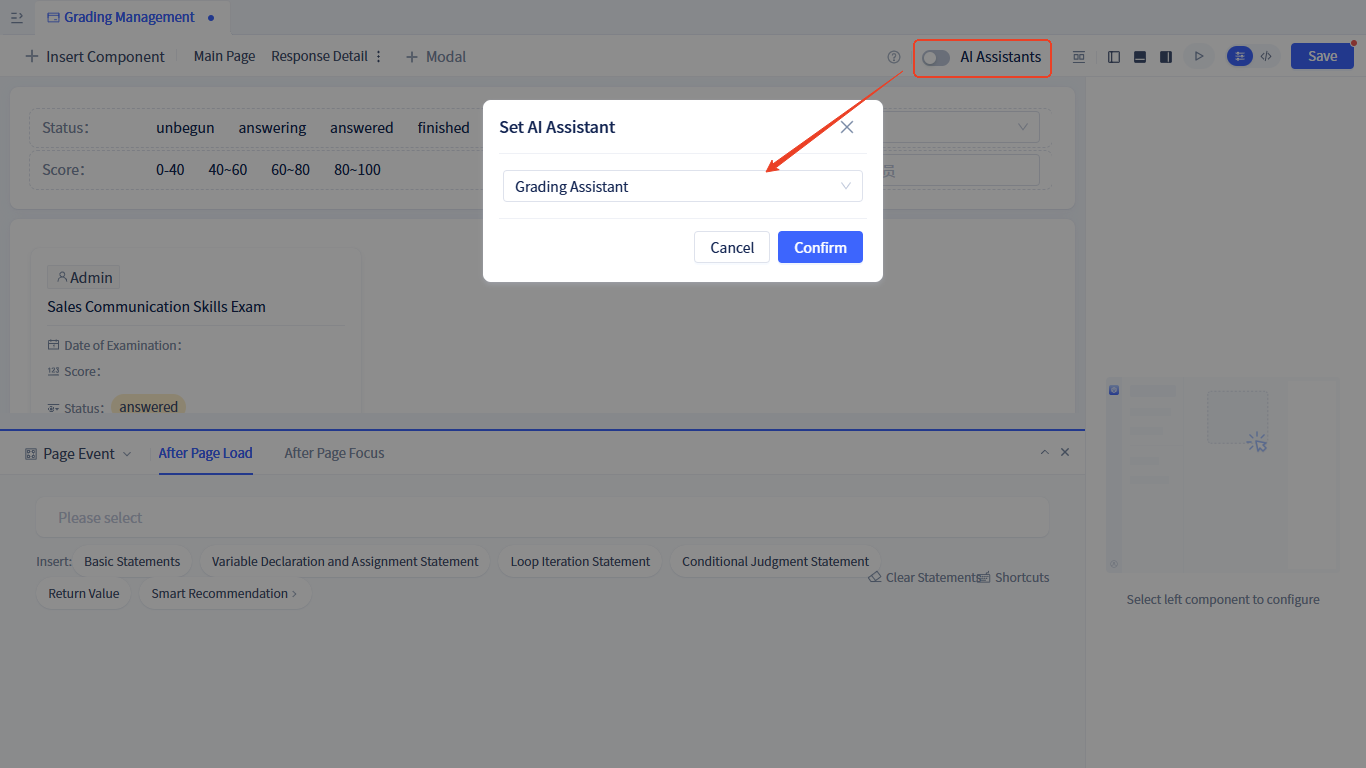 Grading Management
Insert Component Main Page Response Detail Modal AI Assistants Save
Set AI Assistant
Status: unbegun answering answered finished
Score: 0-40 40~60 60~80 80~100
Grading Assistant
Cancel Confirm
Admin
Sales Communication Skills Exam
Date of Examination:
123 Score:
Status: answered
Page Event After Page Load After Page Focus
Please select
Insert: Basic Statements Variable Declaration and Assignment Statement Loop Iteration Statement Conditional Judgment Statement
Clear Statements Shortcuts
Return Value Smart Recommendation
Select left component to configure